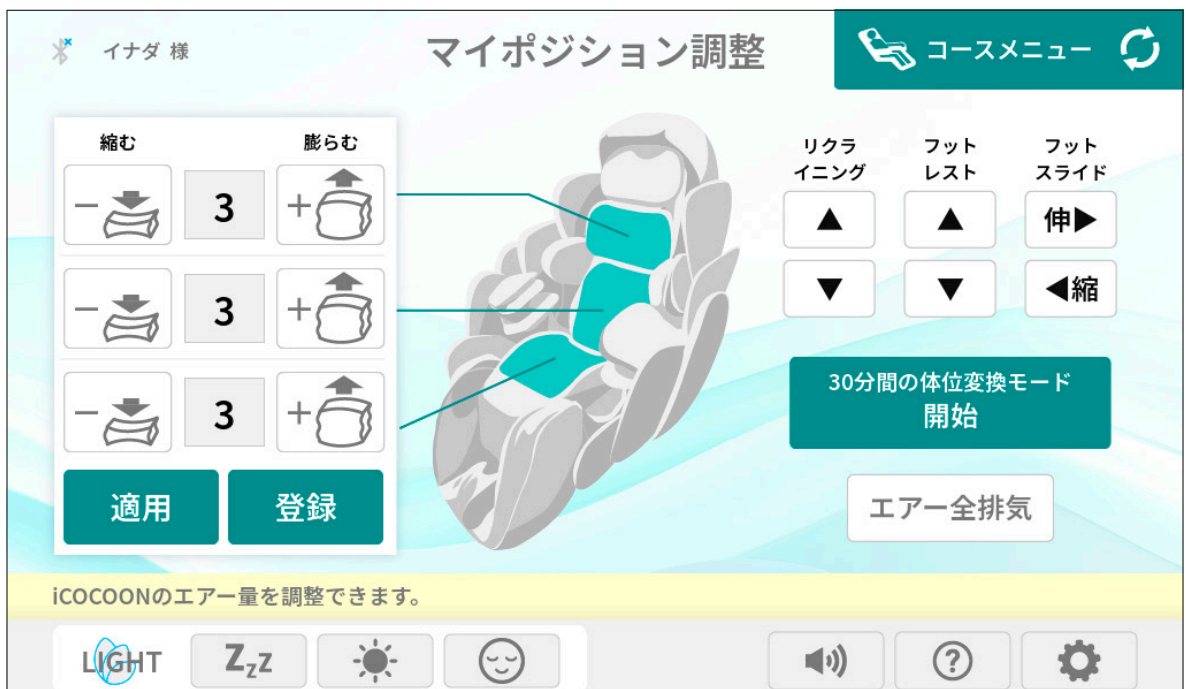 イナダ 様
マイポジション調整
コースメニュー
縮む 膨らむ
− 3 +
− 3 +
− 3 +
適用 登録
リクラ
イニング
フット
レスト
フット
スライド
▲ ▲ 伸▶
▼ ▼ ◀縮
30分間の体位変換モード
開始
エアー全排気
iCOCOONのエアー量を調整できます。
LIGHT ZzZ ?